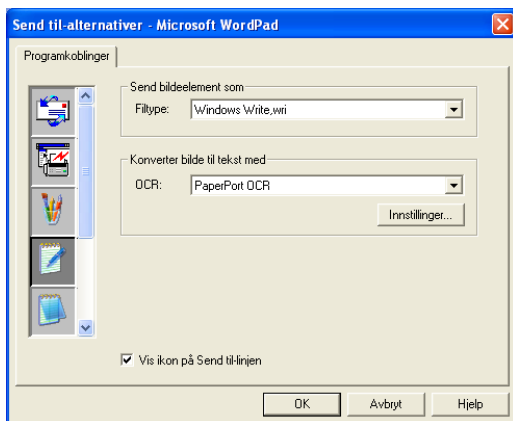 Send til-alternativer - Microsoft WordPad
Programkoblinger
Send bildeelement som
Filtype:
Windows Write,wri
Konverter bilde til tekst med
OCR:
PaperPort OCR
Innstillinger...
Vis ikon på Send til-linjen
OK
Avbryt
Hjelp